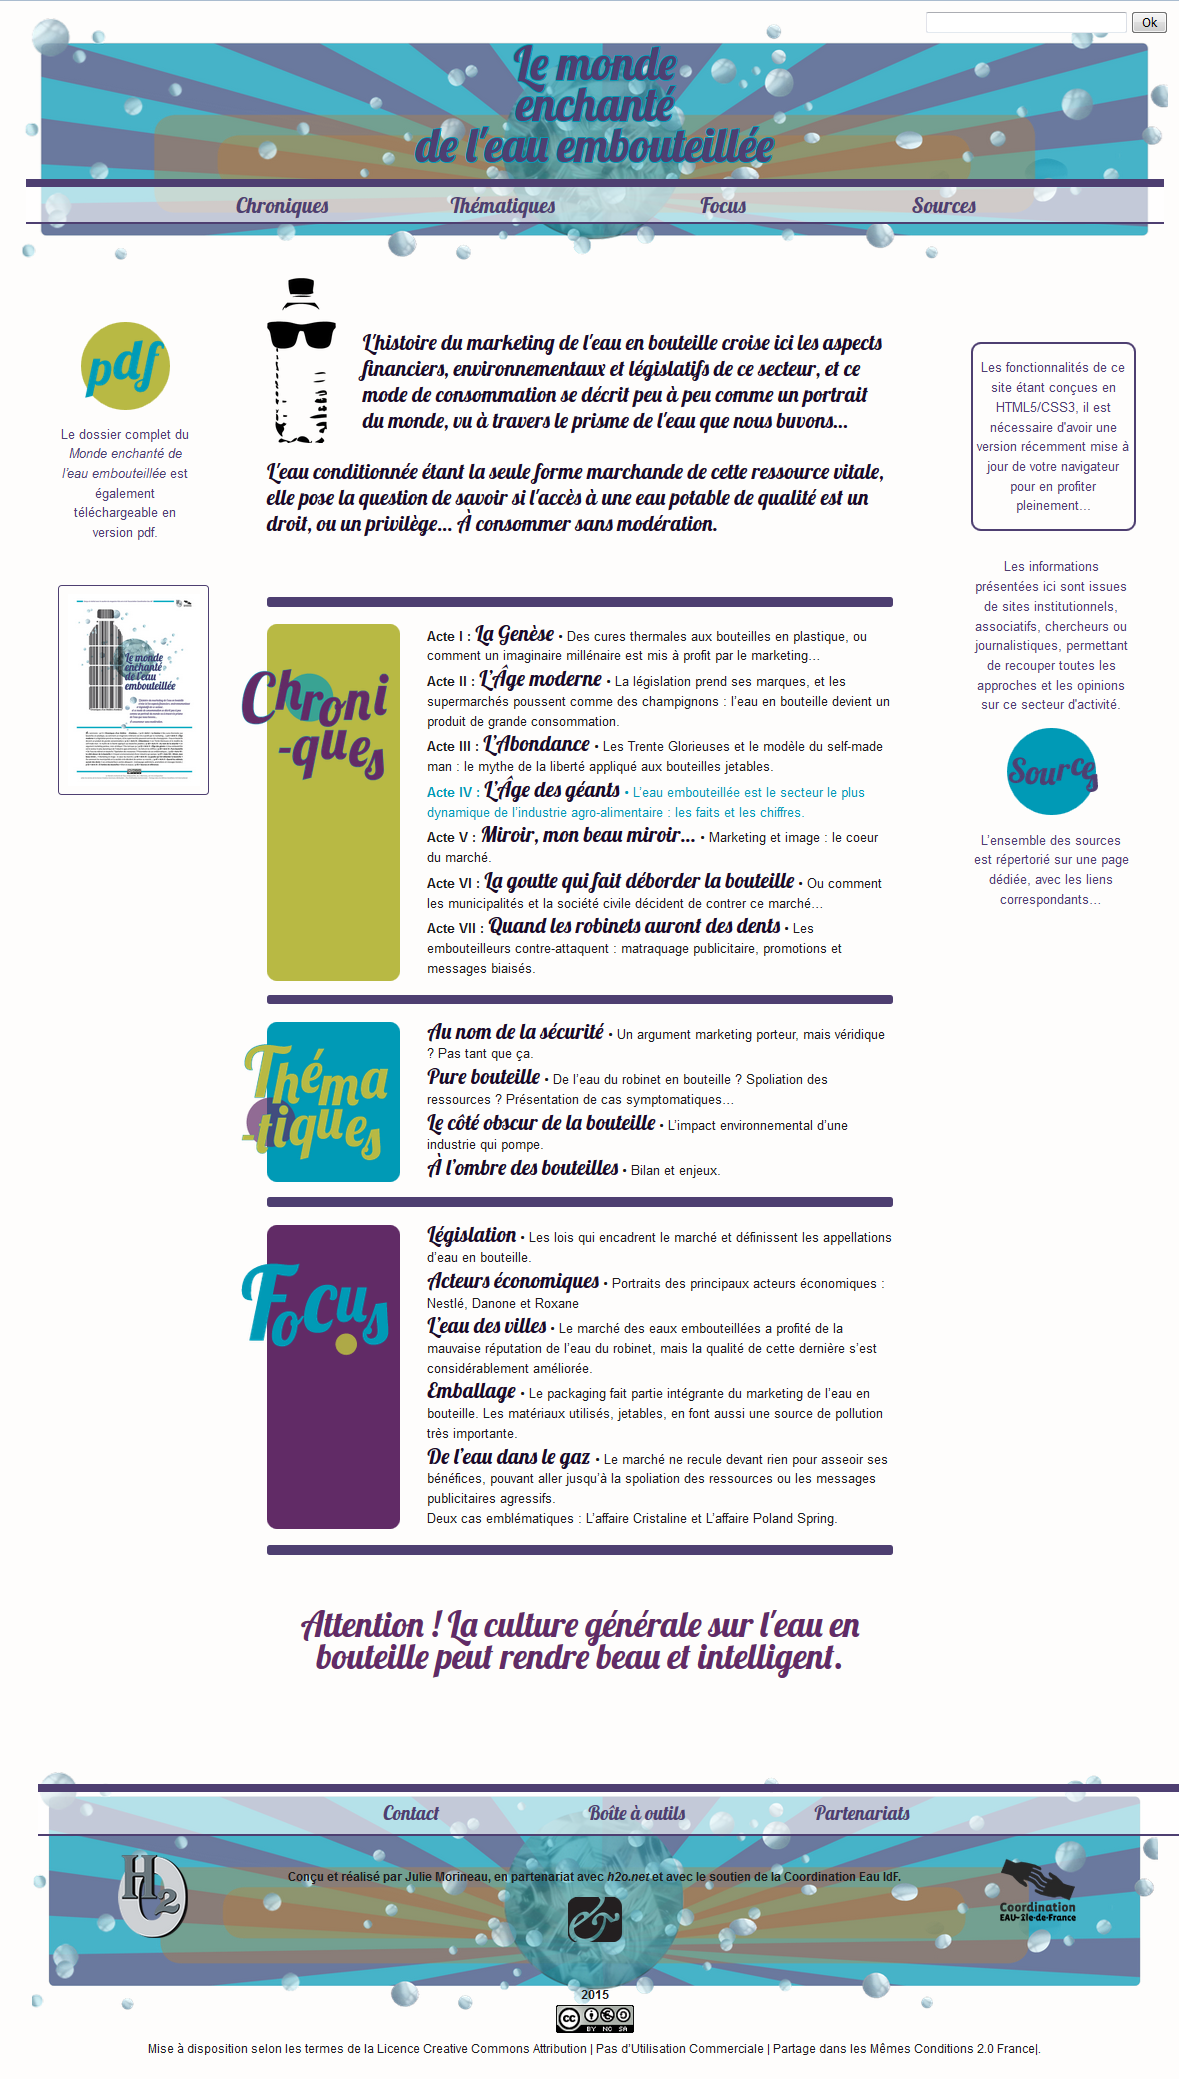 Ok
Le monde
enchanté
de l'eau embouteillée
Chroniques
Thématiques
Focus
Sources
pdf
Le dossier complet du
Monde enchanté de
l'eau embouteillée est
également
téléchargeable en
version pdf.
Le monde
enchanté
de l'eau
embouteillée
L'histoire du marketing de l'eau en bouteille croise ici les aspects
financiers, environnementaux et législatifs de ce secteur, et ce
mode de consommation se décrit peu à peu comme un portrait
du monde, vu à travers le prisme de l'eau que nous buvons...
L'eau conditionnée étant la seule forme marchande de cette ressource vitale,
elle pose la question de savoir si l'accès à une eau potable de qualité est un
droit, ou un privilège... À consommer sans modération.
Les fonctionnalités de ce
site étant conçues en
HTML5/CSS3, il est
nécessaire d'avoir une
version récemment mise à
jour de votre navigateur
pour en profiter
pleinement...
Les informations
présentées ici sont issues
de sites institutionnels,
associatifs, chercheurs ou
journalistiques, permettant
de recouper toutes les
approches et les opinions
sur ce secteur d'activité.
Sources
L'ensemble des sources
est répertorié sur une page
dédiée, avec les liens
correspondants...
Chroni
-ques
Acte I : La Genèse • Des cures thermales aux bouteilles en plastique, ou
comment un imaginaire millénaire est mis à profit par le marketing...
Acte II : L'Âge moderne • La législation prend ses marques, et les
supermarchés poussent comme des champignons : l'eau en bouteille devient un
produit de grande consommation.
Acte III : L'Abondance • Les Trente Glorieuses et le modèle du self-made
man : le mythe de la liberté appliqué aux bouteilles jetables.
Acte IV : L'Âge des géants • L'eau embouteillée est le secteur le plus
dynamique de l'industrie agro-alimentaire : les faits et les chiffres.
Acte V : Miroir, mon beau miroir... • Marketing et image : le coeur
du marché.
Acte VI : La goutte qui fait déborder la bouteille • Ou comment
les municipalités et la société civile décident de contrer ce marché...
Acte VII : Quand les robinets auront des dents • Les
embouteilleurs contre-attaquent : matraquage publicitaire, promotions et
messages biaisés.
Théma
-tiques
Au nom de la sécurité • Un argument marketing porteur, mais véridique
? Pas tant que ça.
Pure bouteille • De l'eau du robinet en bouteille ? Spoliation des
ressources ? Présentation de cas symptomatiques...
Le côté obscur de la bouteille • L'impact environnemental d'une
industrie qui pompe.
À l'ombre des bouteilles • Bilan et enjeux.
Focus
Législation • Les lois qui encadrent le marché et définissent les appellations
d'eau en bouteille.
Acteurs économiques • Portraits des principaux acteurs économiques :
Nestlé, Danone et Roxane
L'eau des villes • Le marché des eaux embouteillées a profité de la
mauvaise réputation de l'eau du robinet, mais la qualité de cette dernière s'est
considérablement améliorée.
Emballage • Le packaging fait partie intégrante du marketing de l'eau en
bouteille. Les matériaux utilisés, jetables, en font aussi une source de pollution
très importante.
De l'eau dans le gaz • Le marché ne recule devant rien pour asseoir ses
bénéfices, pouvant aller jusqu'à la spoliation des ressources ou les messages
publicitaires agressifs.
Deux cas emblématiques : L'affaire Cristaline et L'affaire Poland Spring.
Attention ! La culture générale sur l'eau en
bouteille peut rendre beau et intelligent.
Contact
Boîte à outils
Partenariats
H2O
Conçu et réalisé par Julie Morineau, en partenariat avec h2o.net et avec le soutien de la Coordination Eau IdF.
Coordination
EAU-Ile-de-France
2015
cc BY NC SA
Mise à disposition selon les termes de la Licence Creative Commons Attribution | Pas d'Utilisation Commerciale | Partage dans les Mêmes Conditions 2.0 France|.